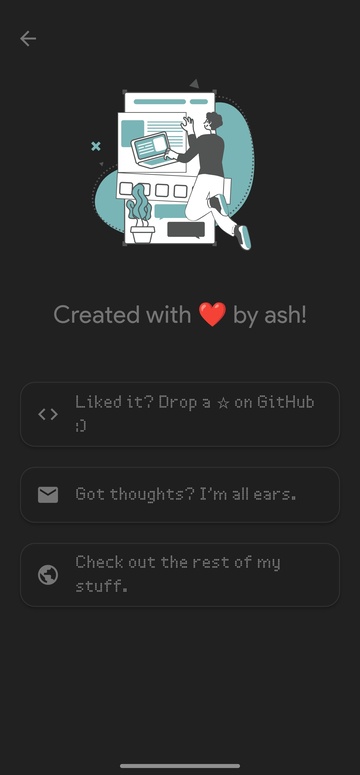 Created with ❤️ by ash!
Liked it? Drop a ☆ on GitHub
:)
Got thoughts? I'm all ears.
Check out the rest of my
stuff.